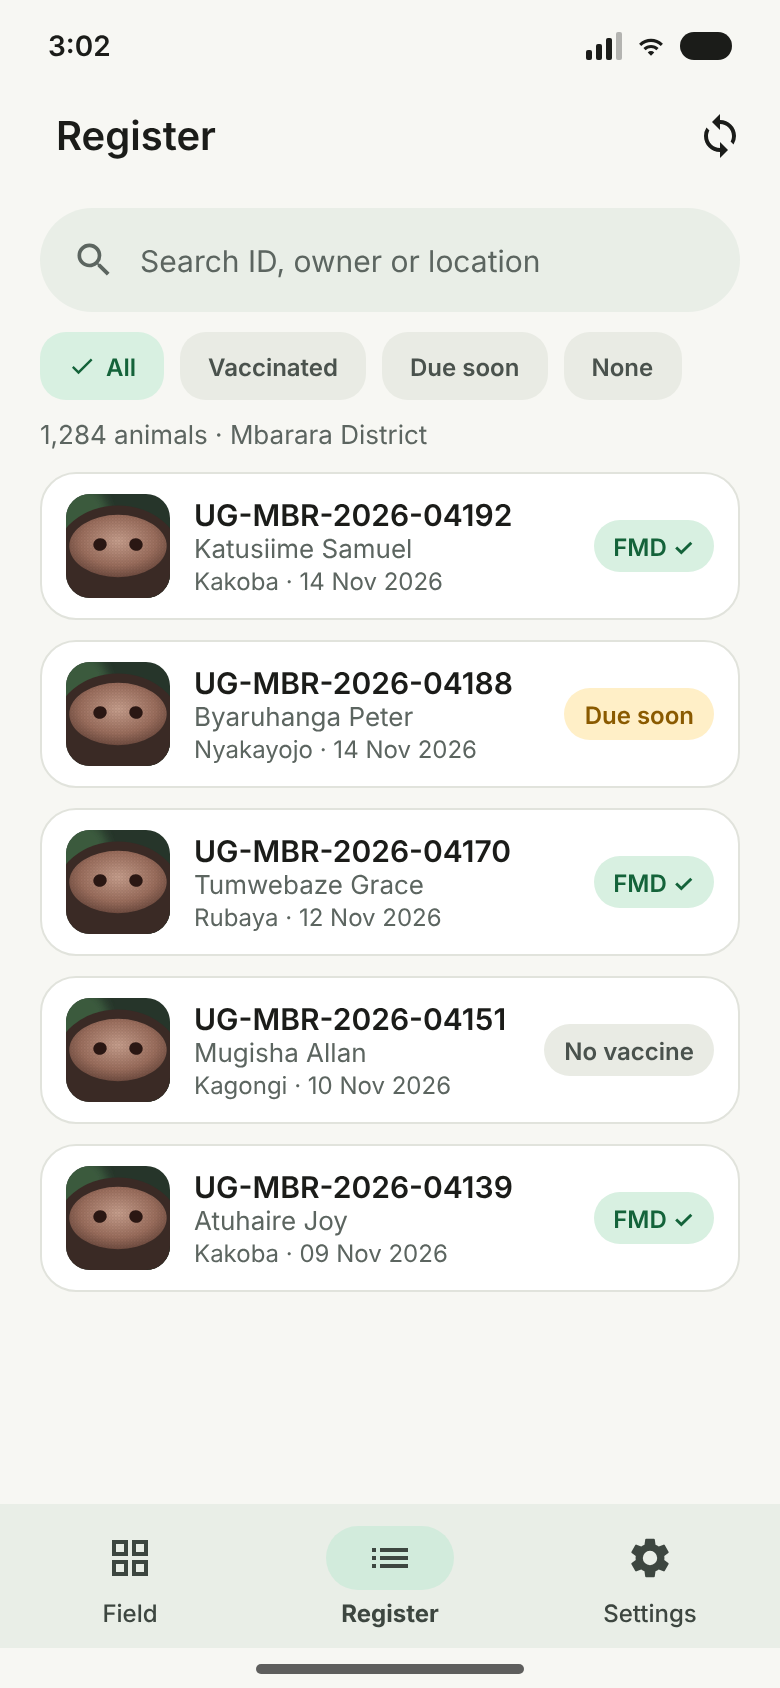 3:02
Register
Search ID, owner or location
All
Vaccinated
Due soon
None
1,284 animals · Mbarara District
UG-MBR-2026-04192
Katusiime Samuel
Kakoba · 14 Nov 2026
FMD ✓
UG-MBR-2026-04188
Byaruhanga Peter
Nyakayojo · 14 Nov 2026
Due soon
UG-MBR-2026-04170
Tumwebaze Grace
Rubaya · 12 Nov 2026
FMD ✓
UG-MBR-2026-04151
Mugisha Allan
Kagongi · 10 Nov 2026
No vaccine
UG-MBR-2026-04139
Atuhaire Joy
Kakoba · 09 Nov 2026
FMD ✓
Field
Register
Settings